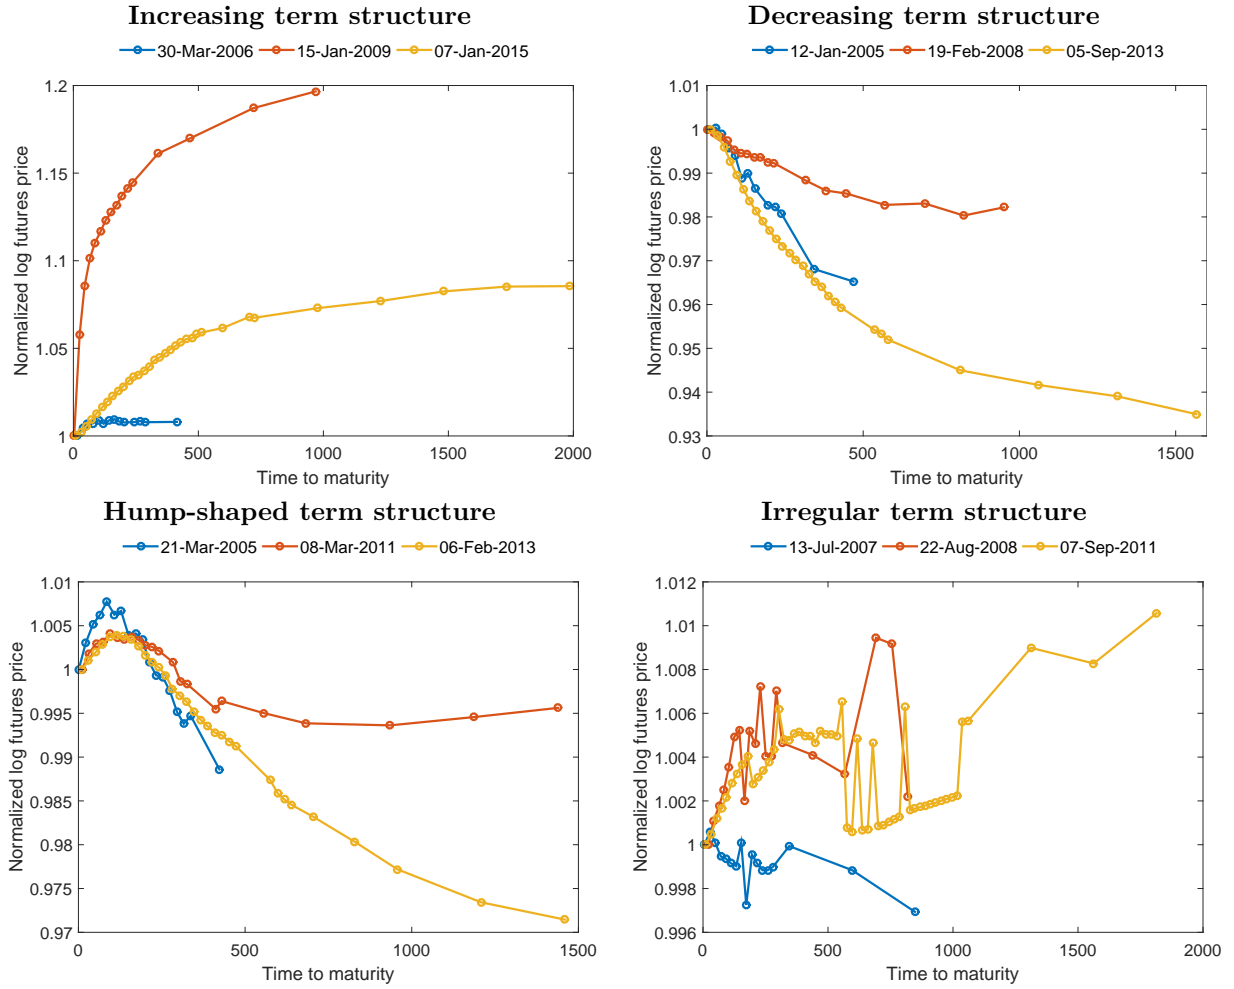 Increasing term structure
30-Mar-2006 15-Jan-2009 07-Jan-2015
1.2
1.15
1.1
1.05
1
0 500 1000 1500 2000
Normalized log futures price
Time to maturity
Decreasing term structure
12-Jan-2005 19-Feb-2008 05-Sep-2013
1.01
1
0.99
0.98
0.97
0.96
0.95
0.94
0.93
0 500 1000 1500
Normalized log futures price
Time to maturity
Hump-shaped term structure
21-Mar-2005 08-Mar-2011 06-Feb-2013
1.01
1.005
1
0.995
0.99
0.985
0.98
0.975
0.97
0 500 1000 1500
Normalized log futures price
Time to maturity
Irregular term structure
13-Jul-2007 22-Aug-2008 07-Sep-2011
1.012
1.01
1.008
1.006
1.004
1.002
1
0.998
0.996
0 500 1000 1500 2000
Normalized log futures price
Time to maturity